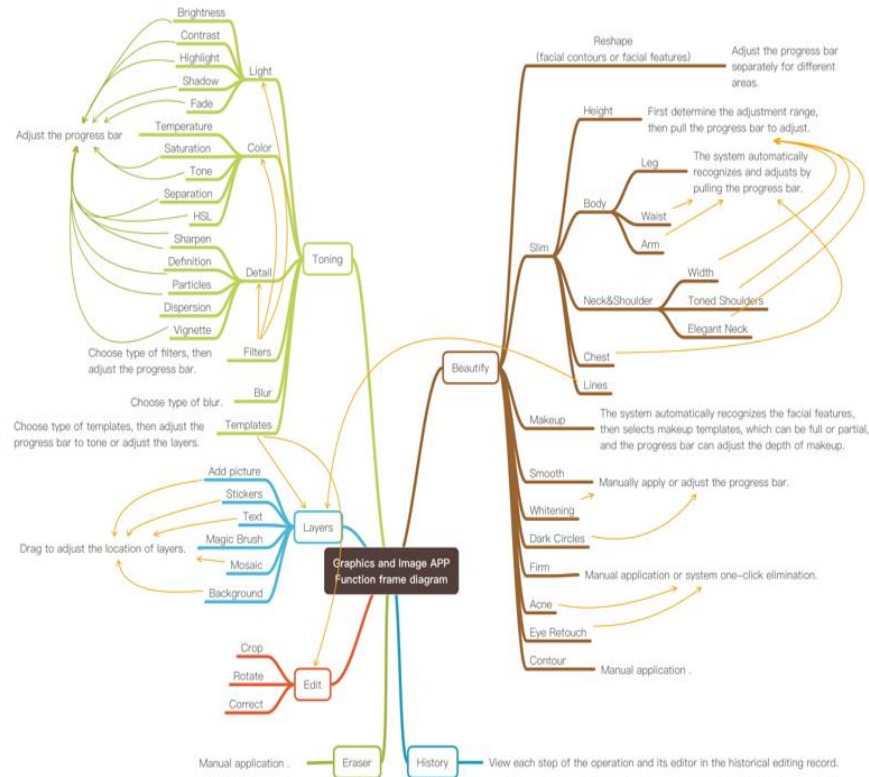 Brightness
Contrast
Highlight
Shadow
Fade
Light
Adjust the progress bar
Temperature
Saturation
Tone
Separation
HSL
Color
Sharpen
Definition
Particles
Dispersion
Vignette
Detail
Toning
Choose type of filters, then
adjust the progress bar.
Filters
Choose type of blur.
Blur
Choose type of templates, then adjust the
progress bar to tone or adjust the layers.
Templates
Add picture
Stickers
Text
Magic Brush
Mosaic
Background
Drag to adjust the location of layers.
Layers
Graphics and Image APP
Function frame diagram
Crop
Rotate
Correct
Edit
Manual application .
Eraser
History
View each step of the operation and its editor in the historical editing record.
Beautify
Reshape
(facial contours or facial features)
Adjust the progress bar
separately for different
areas.
Slim
Height
First determine the adjustment range,
then pull the progress bar to adjust.
Body
Leg
Waist
Arm
The system automatically
recognizes and adjusts by
pulling the progress bar.
Neck&Shoulder
Width
Toned Shoulders
Elegant Neck
Chest
Lines
Makeup
The system automatically recognizes the facial features,
then selects makeup templates, which can be full or partial,
and the progress bar can adjust the depth of makeup.
Smooth
Manually apply or adjust the progress bar.
Whitening
Dark Circles
Firm
Manual application or system one-click elimination.
Acne
Eye Retouch
Contour
Manual application .